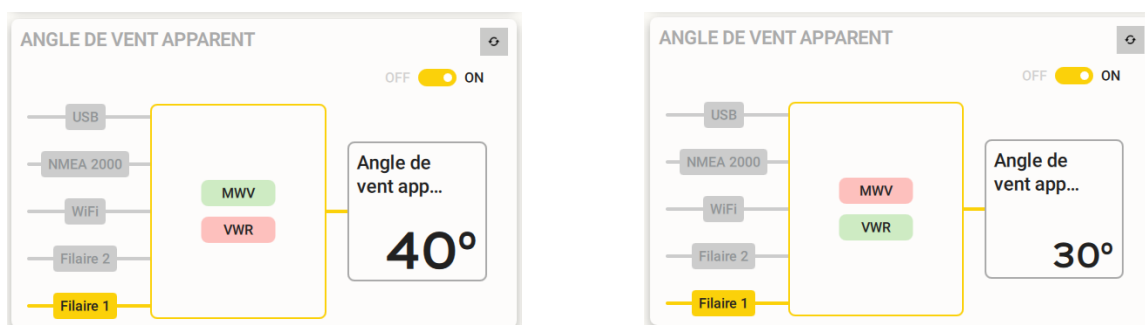 ANGLE DE VENT APPARENT
OFF ON
USB
NMEA 2000
WiFi
Filaire 2
Filaire 1
MWV
VWR
Angle de
vent app...
40°
ANGLE DE VENT APPARENT
OFF ON
USB
NMEA 2000
WiFi
Filaire 2
Filaire 1
MWV
VWR
Angle de
vent app...
30°